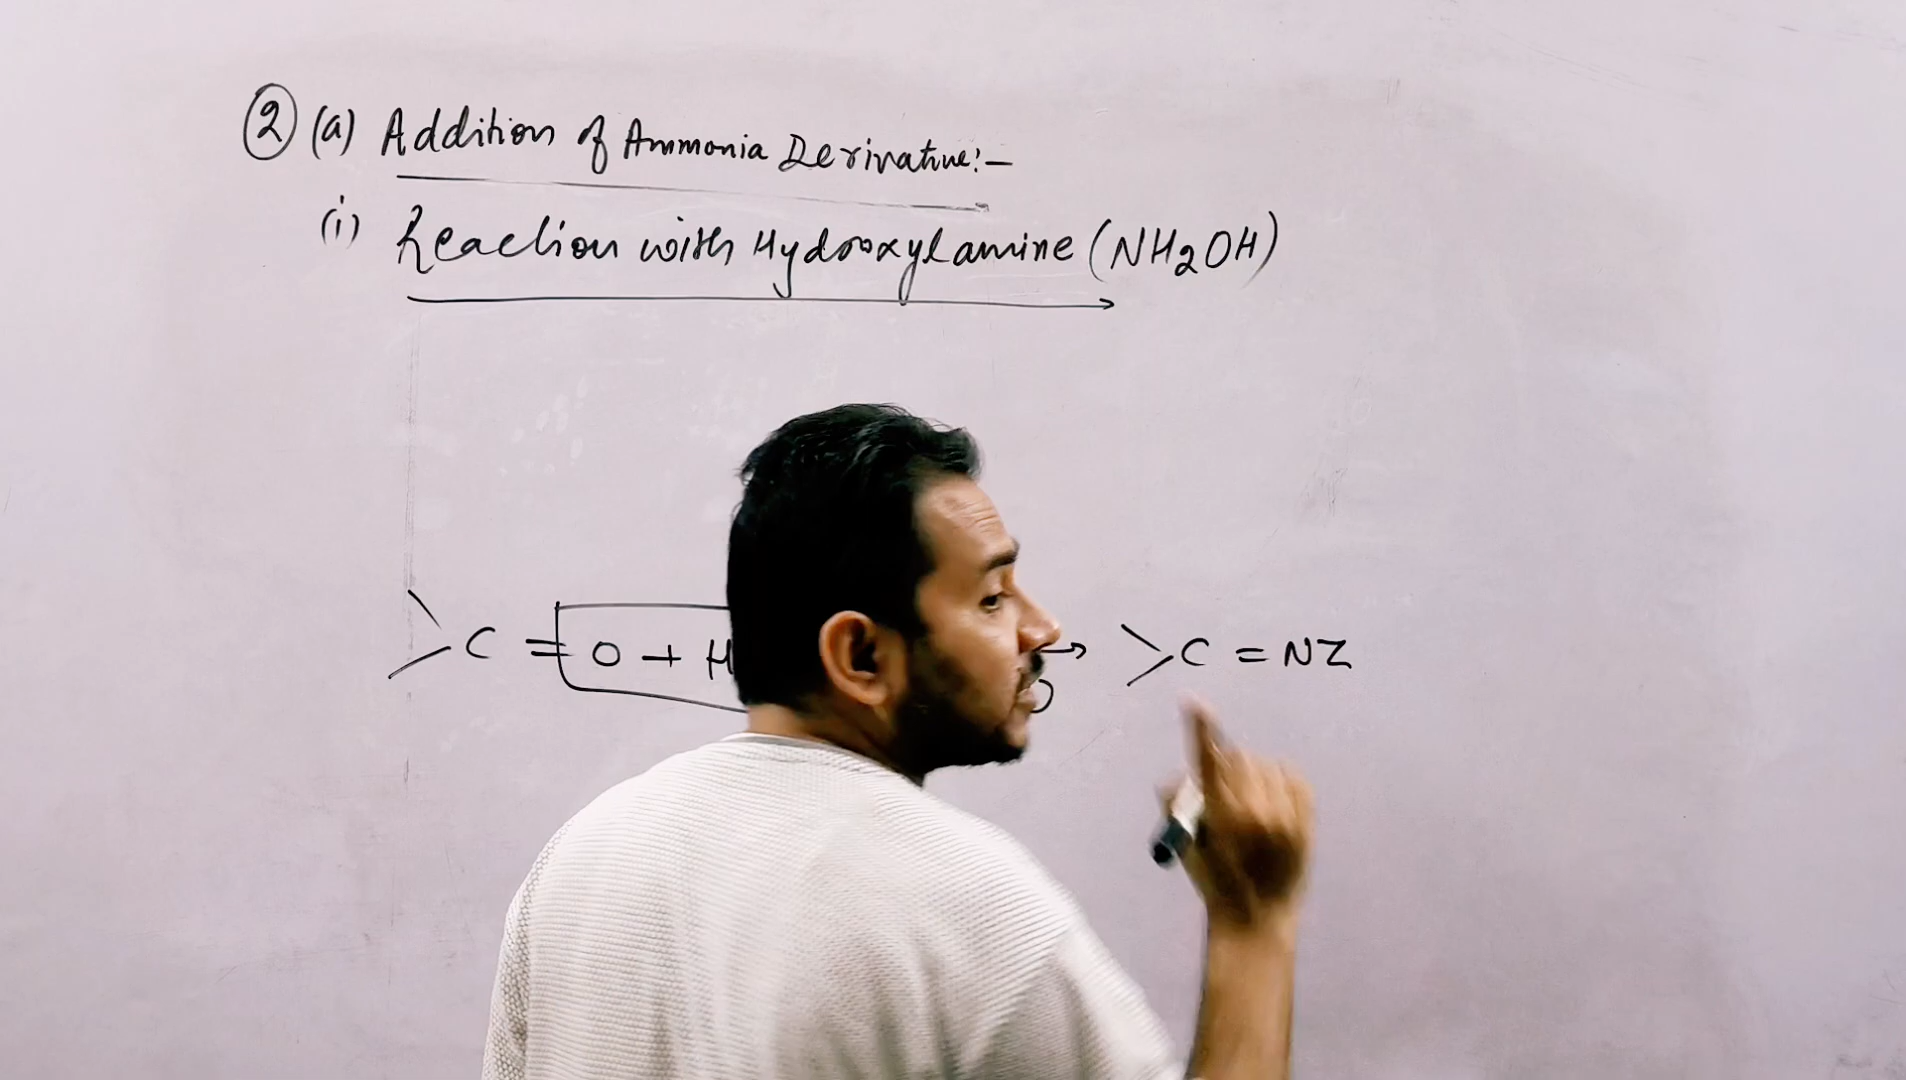 ② (a) Addition of Ammonia Derivative:-
(i) Reaction with Hydroxylamine (NH2OH)
>C = O + H → >C = NZ